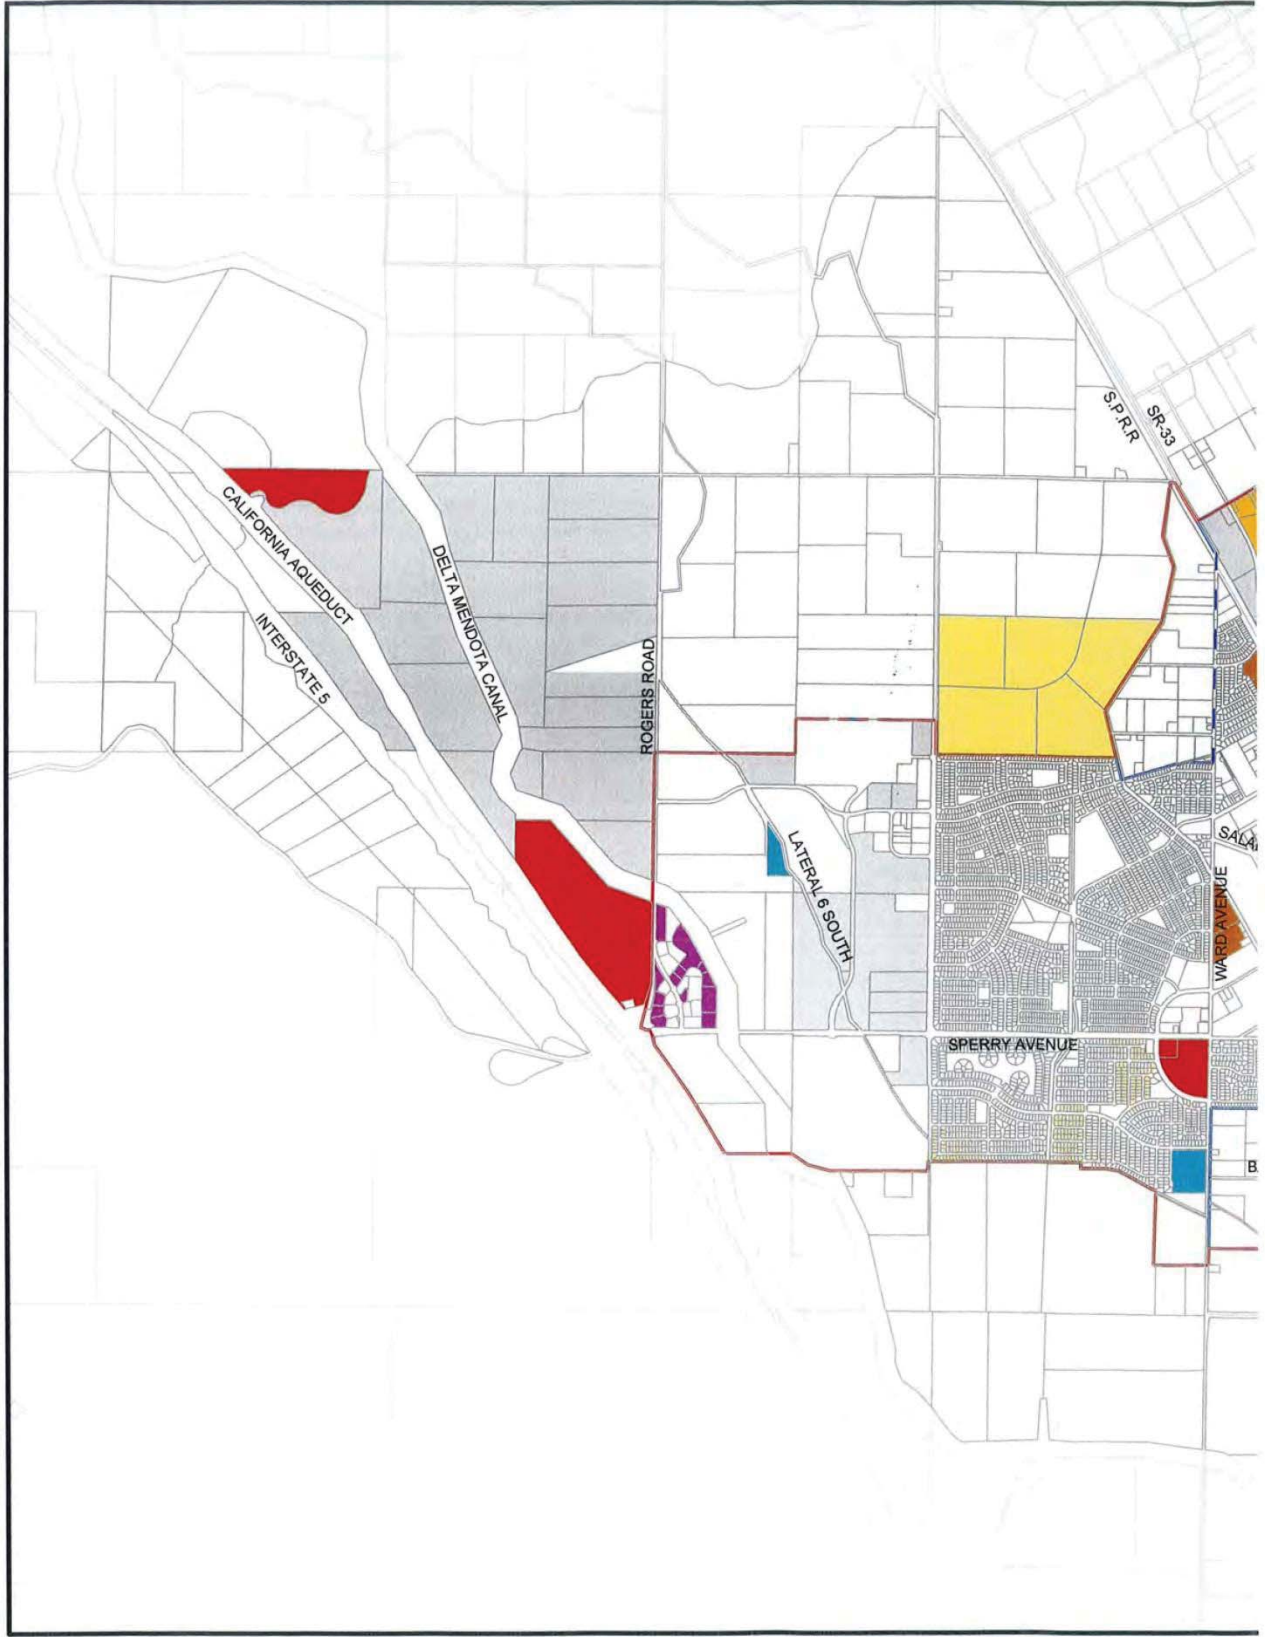 SR-33
S.P.R.R
CALIFORNIA AQUEDUCT
DELTA MENDOTA CANAL
INTERSTATE 5
ROGERS ROAD
LATERAL 6 SOUTH
WARD AVENUE
SPERRY AVENUE